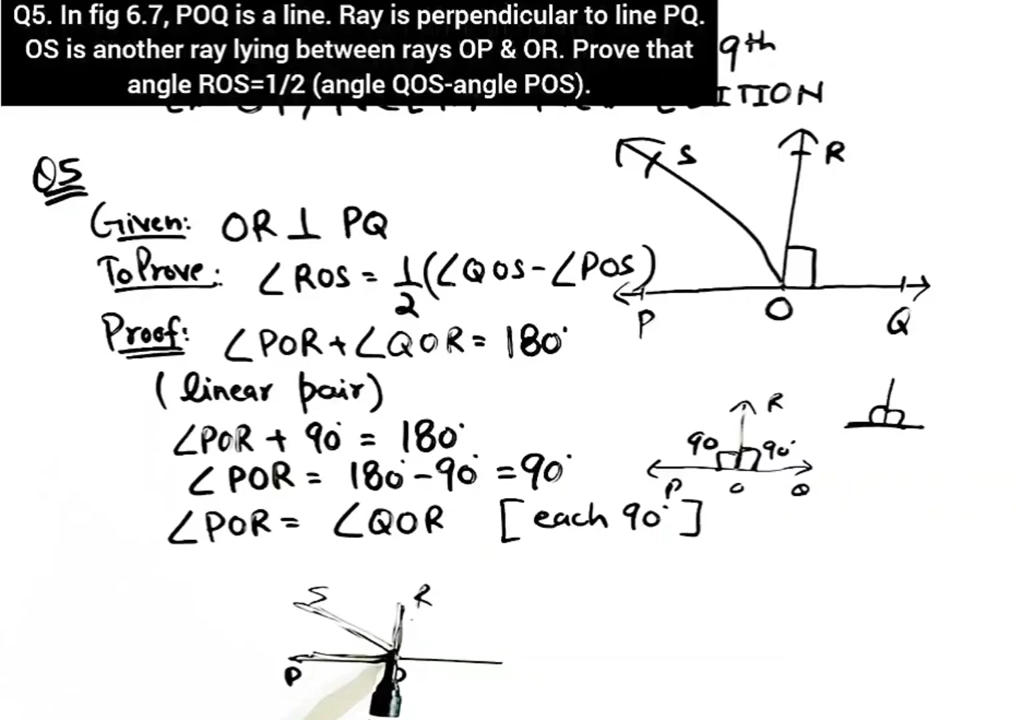 Q5. In fig 6.7, POQ is a line. Ray is perpendicular to line PQ.
OS is another ray lying between rays OP & OR. Prove that
angle ROS=1/2 (angle QOS-angle POS).
9th
ITION
Q5
S
R
Given: OR ⊥ PQ
To Prove: ∠ROS = 1/2 (∠QOS - ∠POS)
P
O
Q
Proof: ∠POR + ∠QOR = 180°
(linear pair)
∠POR + 90° = 180°
R
90
90°
∠POR = 180° - 90° = 90°
P
O
Q
∠POR = ∠QOR [each 90°]
S
R
P